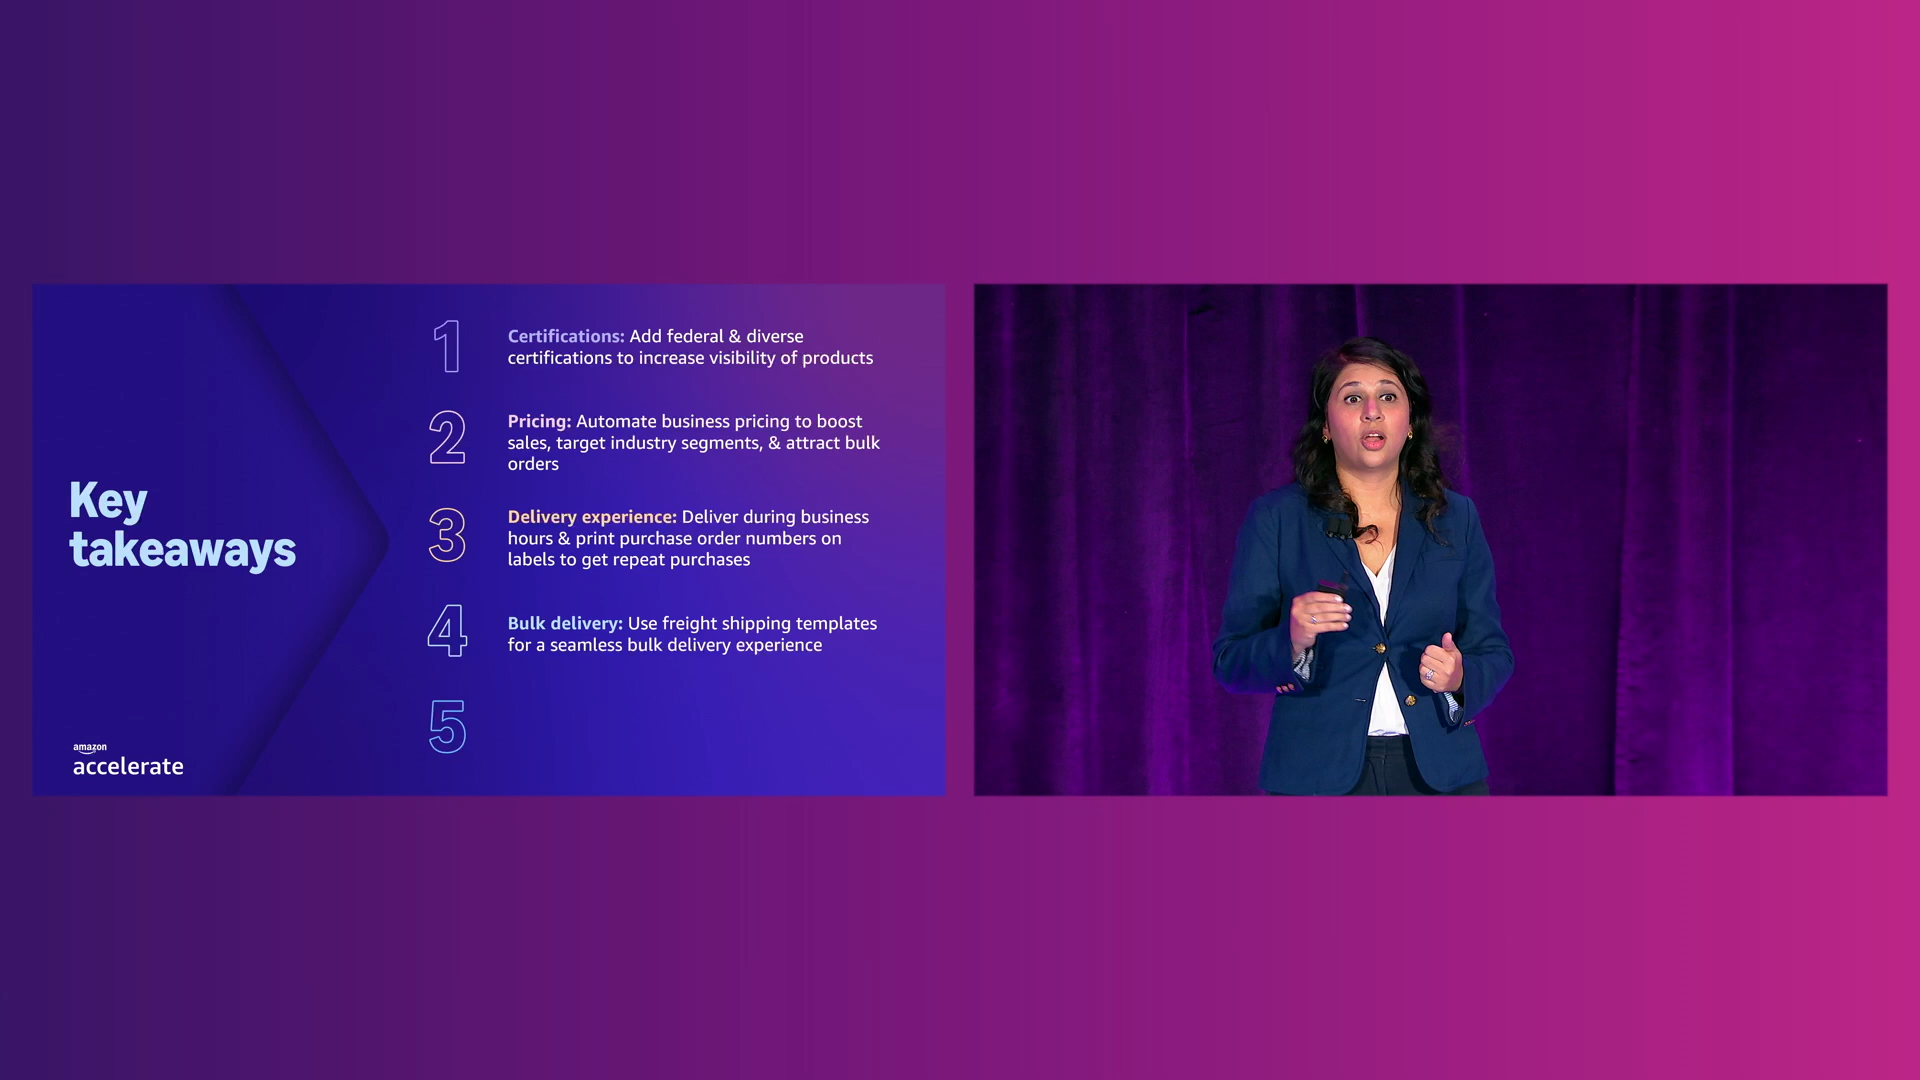 Key
takeaways
1
Certifications: Add federal & diverse
certifications to increase visibility of products
2
Pricing: Automate business pricing to boost
sales, target industry segments, & attract bulk
orders
3
Delivery experience: Deliver during business
hours & print purchase order numbers on
labels to get repeat purchases
4
Bulk delivery: Use freight shipping templates
for a seamless bulk delivery experience
5
amazon
accelerate